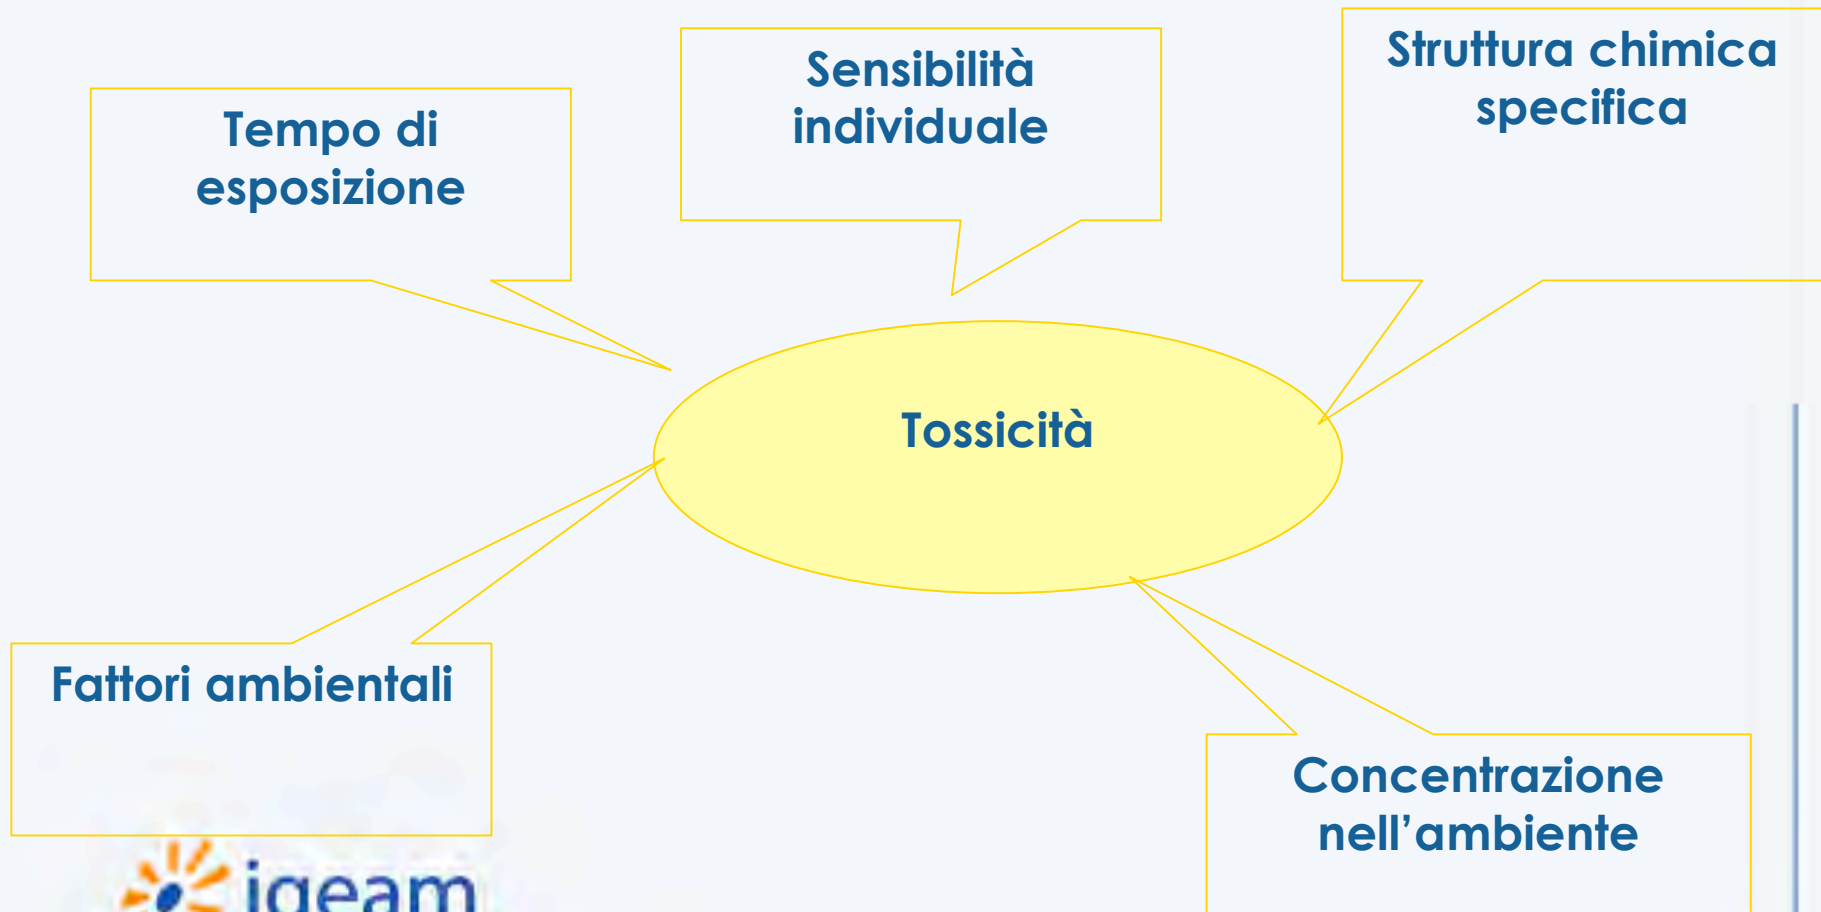 Tempo di
esposizione
Sensibilità
individuale
Struttura chimica
specifica
Tossicità
Fattori ambientali
Concentrazione
nell’ambiente
igeam